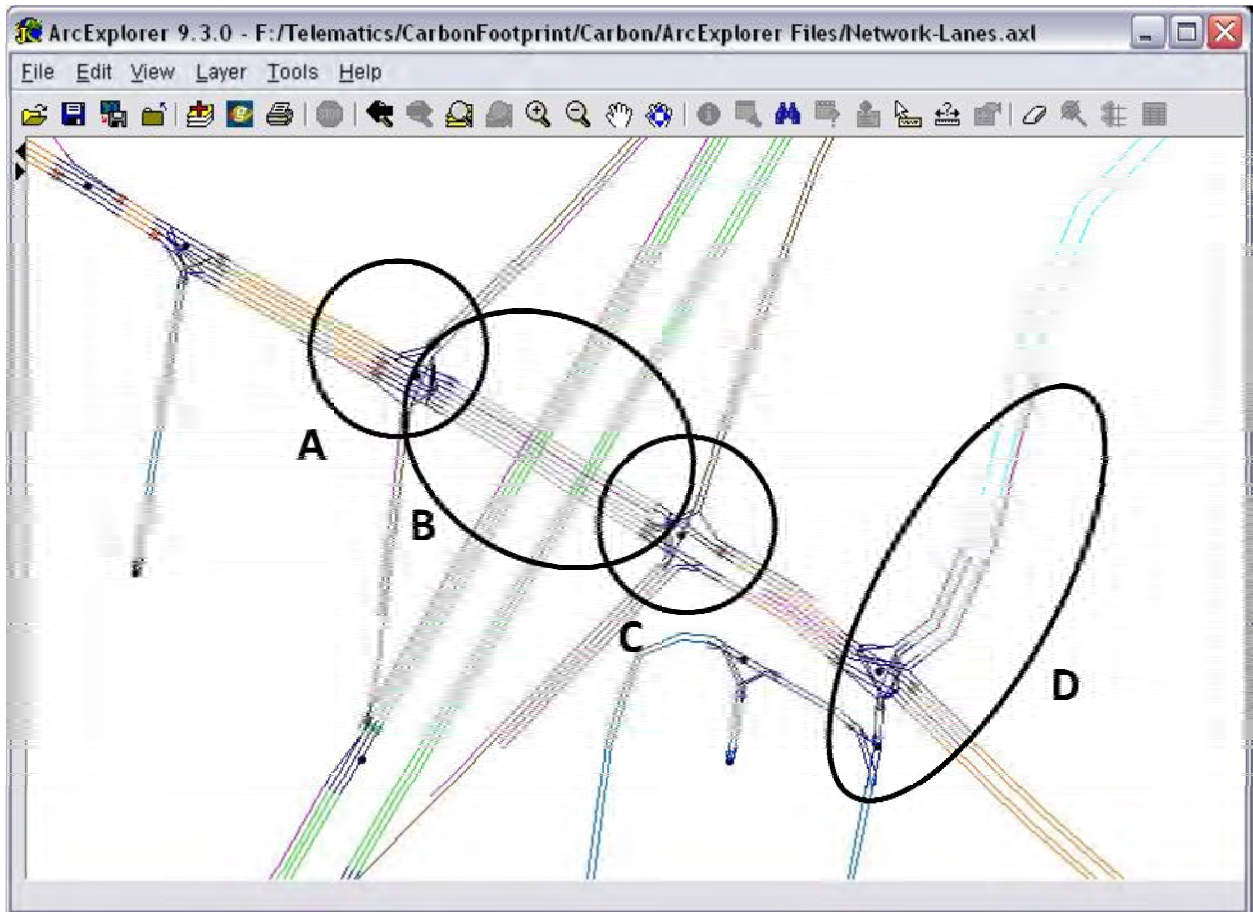 ArcExplorer 9.3.0 - F:/Telematics/CarbonFootprint/Carbon/ArcExplorer Files/Network-Lanes.axl
File Edit View Layer Tools Help
A
B
C
D